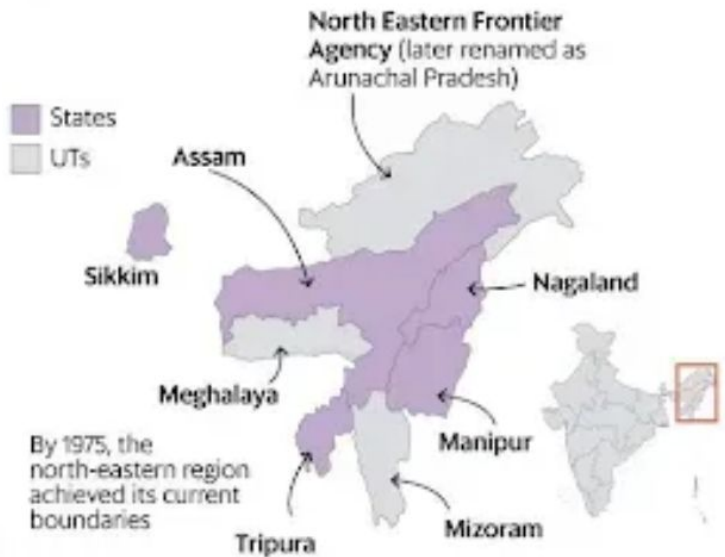 North Eastern Frontier
Agency (later renamed as
Arunachal Pradesh)
States
UTs
Assam
Sikkim
Nagaland
Meghalaya
Manipur
By 1975, the
north-eastern region
achieved its current
boundaries
Mizoram
Tripura